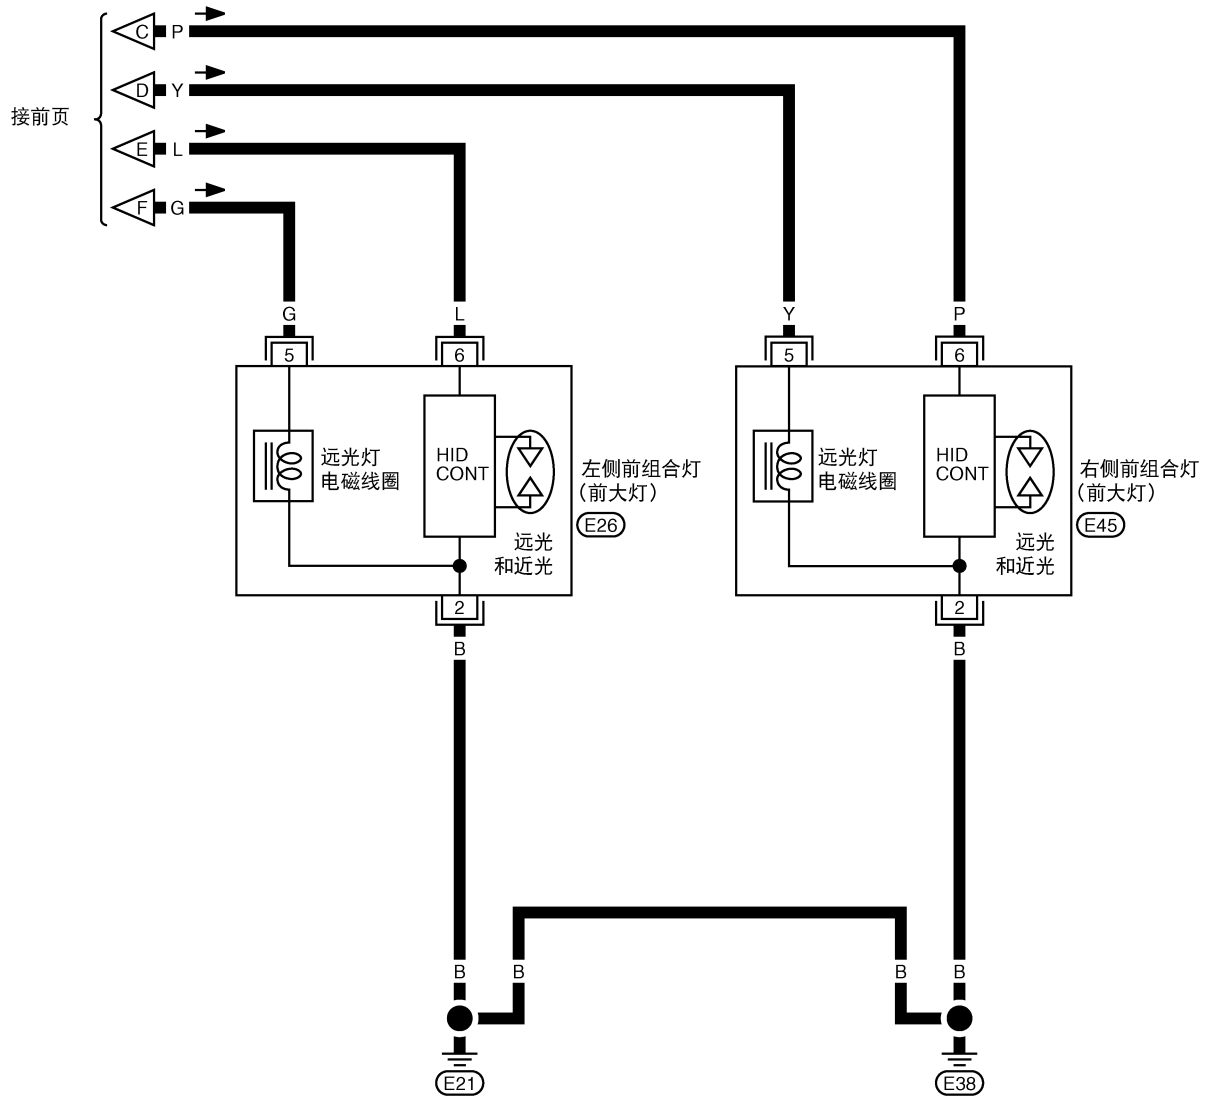 C P
D Y
接前页
E L
F G
G L Y P
5 6 5 6
远光灯
电磁线圈
HID
CONT
左侧前组合灯
(前大灯)
E26
远光
和近光
远光灯
电磁线圈
HID
CONT
右侧前组合灯
(前大灯)
E45
远光
和近光
2 2
B B
B B B B
E21 E38